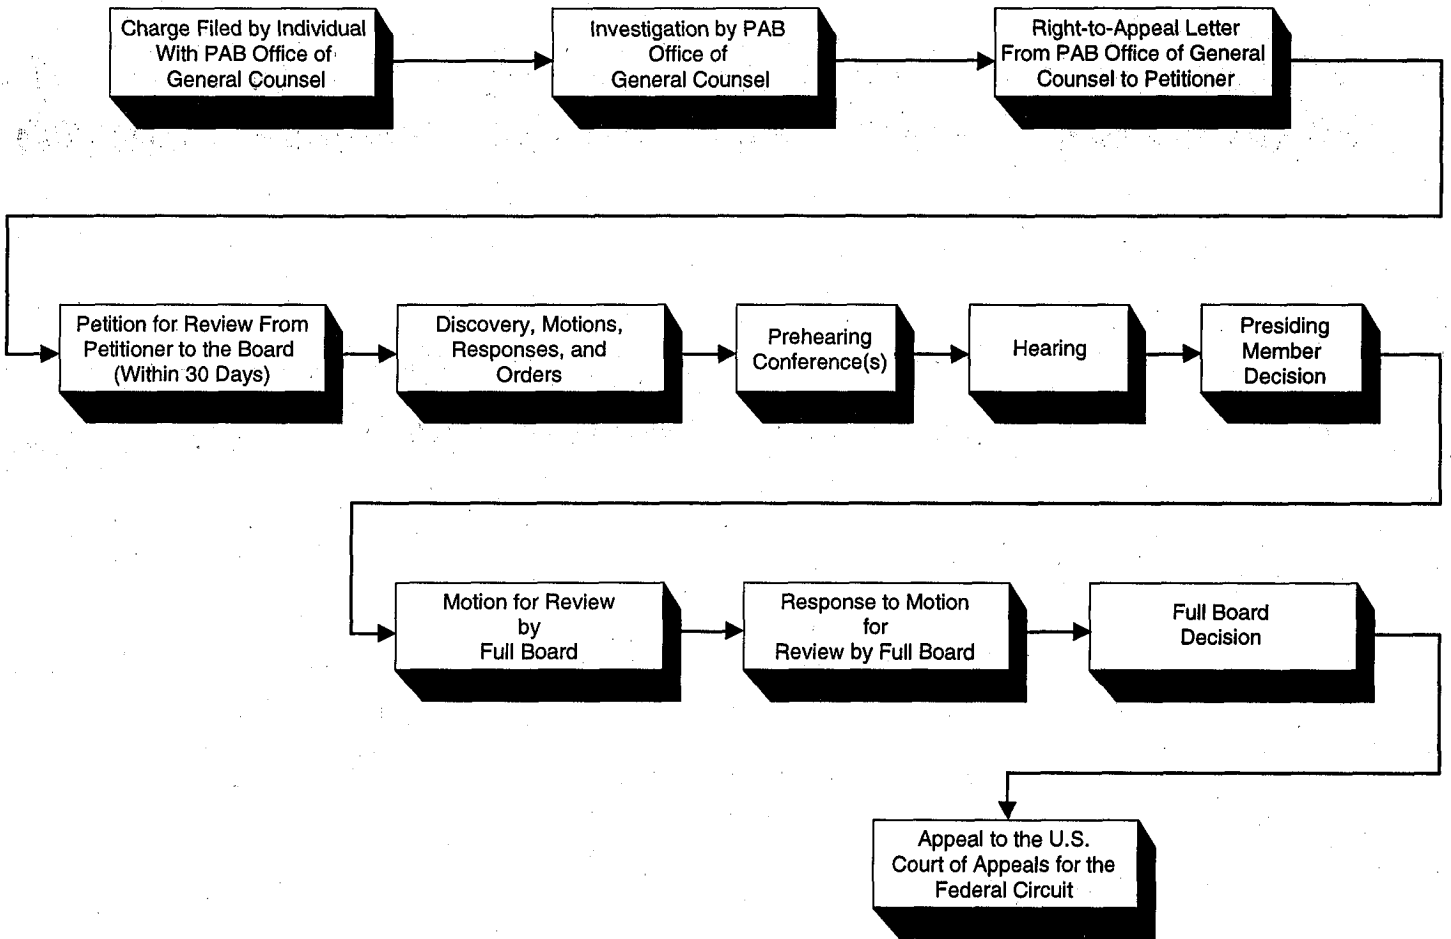 Charge Filed by Individual
With PAB Office of
General Counsel
Investigation by PAB
Office of
General Counsel
Right-to-Appeal Letter
From PAB Office of General
Counsel to Petitioner
Petition for Review From
Petitioner to the Board
(Within 30 Days)
Discovery, Motions,
Responses, and
Orders
Prehearing
Conference(s)
Hearing
Presiding
Member
Decision
Motion for Review
by
Full Board
Response to Motion
for
Review by Full Board
Full Board
Decision
Appeal to the U.S.
Court of Appeals for the
Federal Circuit